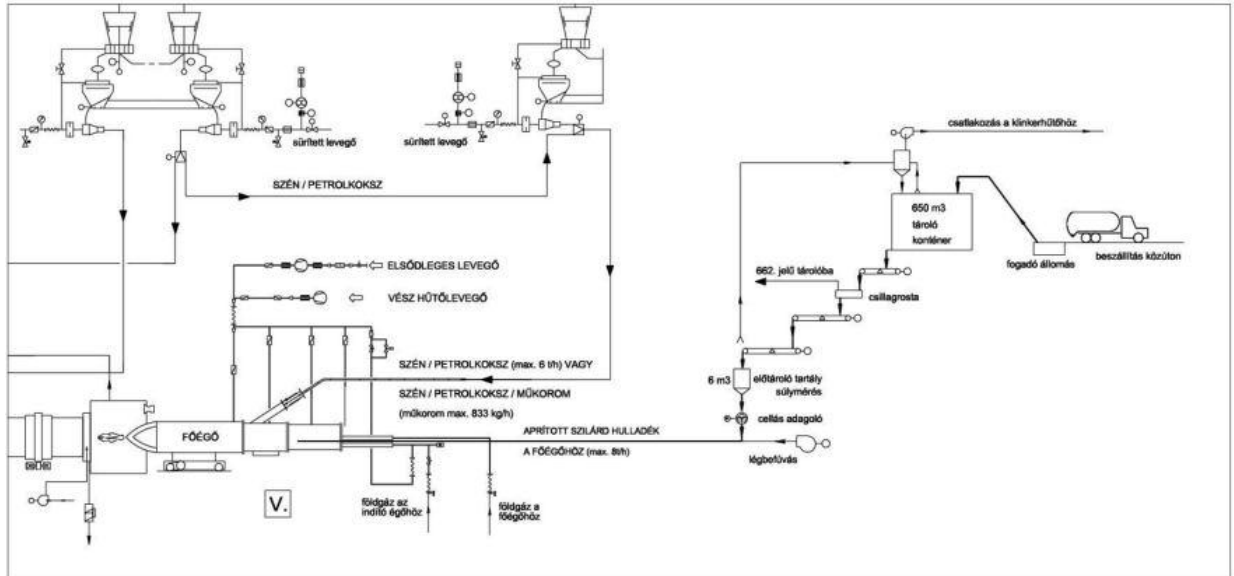 sűrített levegő
sűrített levegő
csatlakozás a klinkerhűtőhöz
SZÉN / PETROLKOKSZ
650 m3
tároló
konténer
fogadó állomás
beszállítás közúton
ELSŐDLEGES LEVEGŐ
662. jelű tárolóba
csillagrosta
VÉSZ HŰTŐLEVEGŐ
SZÉN / PETROLKOKSZ (max. 6 t/h) VAGY
SZÉN / PETROLKOKSZ / MŰKOROM
(műkorom max. 833 kg/h)
6 m3
előtároló tartály
súlymérés
cellás adagoló
FŐÉGŐ
APRÍTOTT SZILÁRD HULLADÉK
A FŐÉGŐHÖZ (max. 8t/h)
légbefúvás
V.
földgáz az
indító égőhöz
földgáz a
főégőhöz